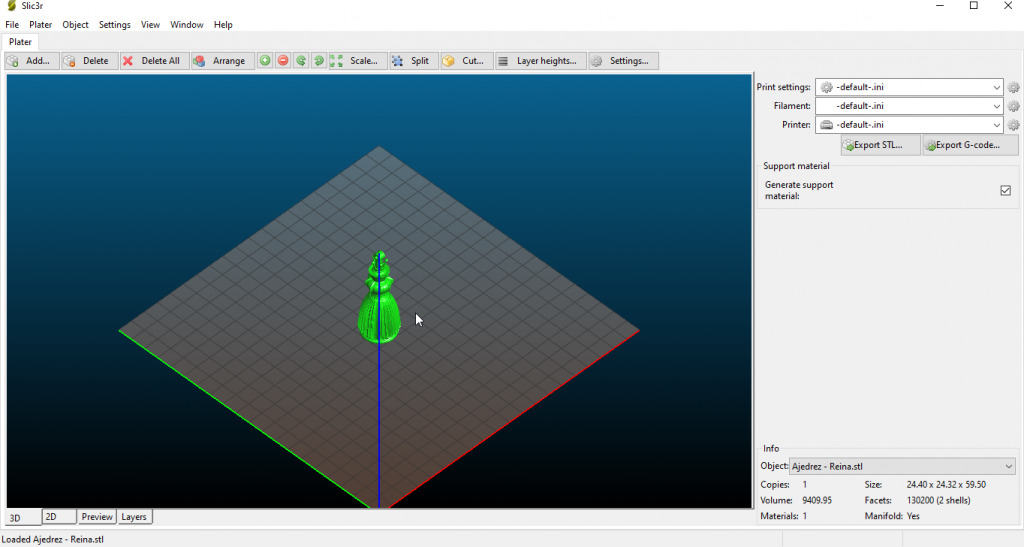 Slic3r
File Plater Object Settings View Window Help
Plater
Add... Delete Delete All Arrange Scale... Split Cut... Layer heights... Settings...
Print settings: -default-.ini
Filament: -default-.ini
Printer: -default-.ini
Export STL... Export G-code...
Support material
Generate support
material:
Info
Object: Ajedrez - Reina.stl
Copies: 1 Size: 24.40 x 24.32 x 59.50
Volume: 9409.95 Facets: 130200 (2 shells)
Materials: 1 Manifold: Yes
3D 2D Preview Layers
Loaded Ajedrez - Reina.stl